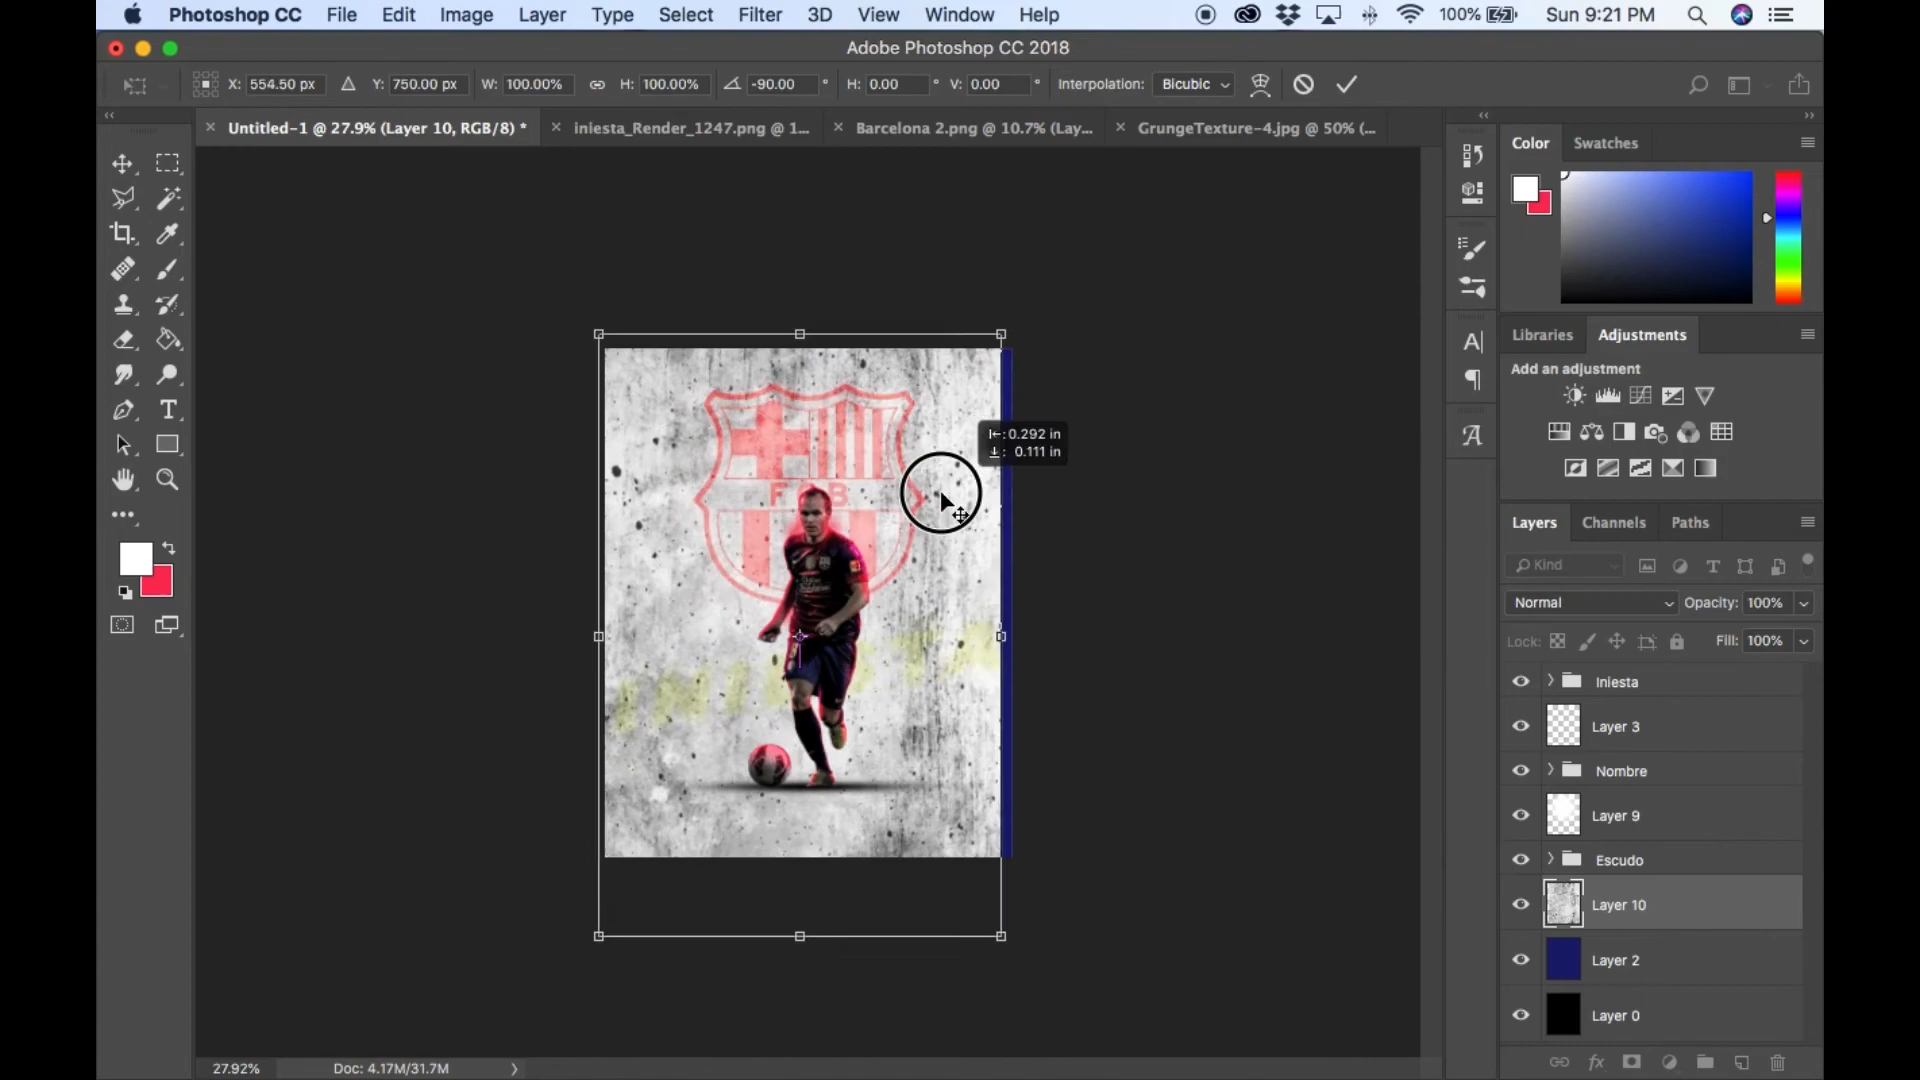 Photoshop CC File Edit Image Layer Type Select Filter 3D View Window Help 100% Sun 9:21 PM
Adobe Photoshop CC 2018
X: 554.50 px Y: 750.00 px W: 100.00% H: 100.00% -90.00 ° H: 0.00 ° V: 0.00 ° Interpolation: Bicubic
Untitled-1 @ 27.9% (Layer 10, RGB/8) * iniesta_Render_1247.png @ 1... Barcelona 2.png @ 10.7% (Lay... GrungeTexture-4.jpg @ 50% (...
Color Swatches
Libraries Adjustments
Add an adjustment
0.292 in
0.111 in
F B
Layers Channels Paths
Kind
Normal Opacity: 100%
Lock: Fill: 100%
Iniesta
Layer 3
Nombre
Layer 9
Escudo
Layer 10
Layer 2
Layer 0
27.92% Doc: 4.17M/31.7M